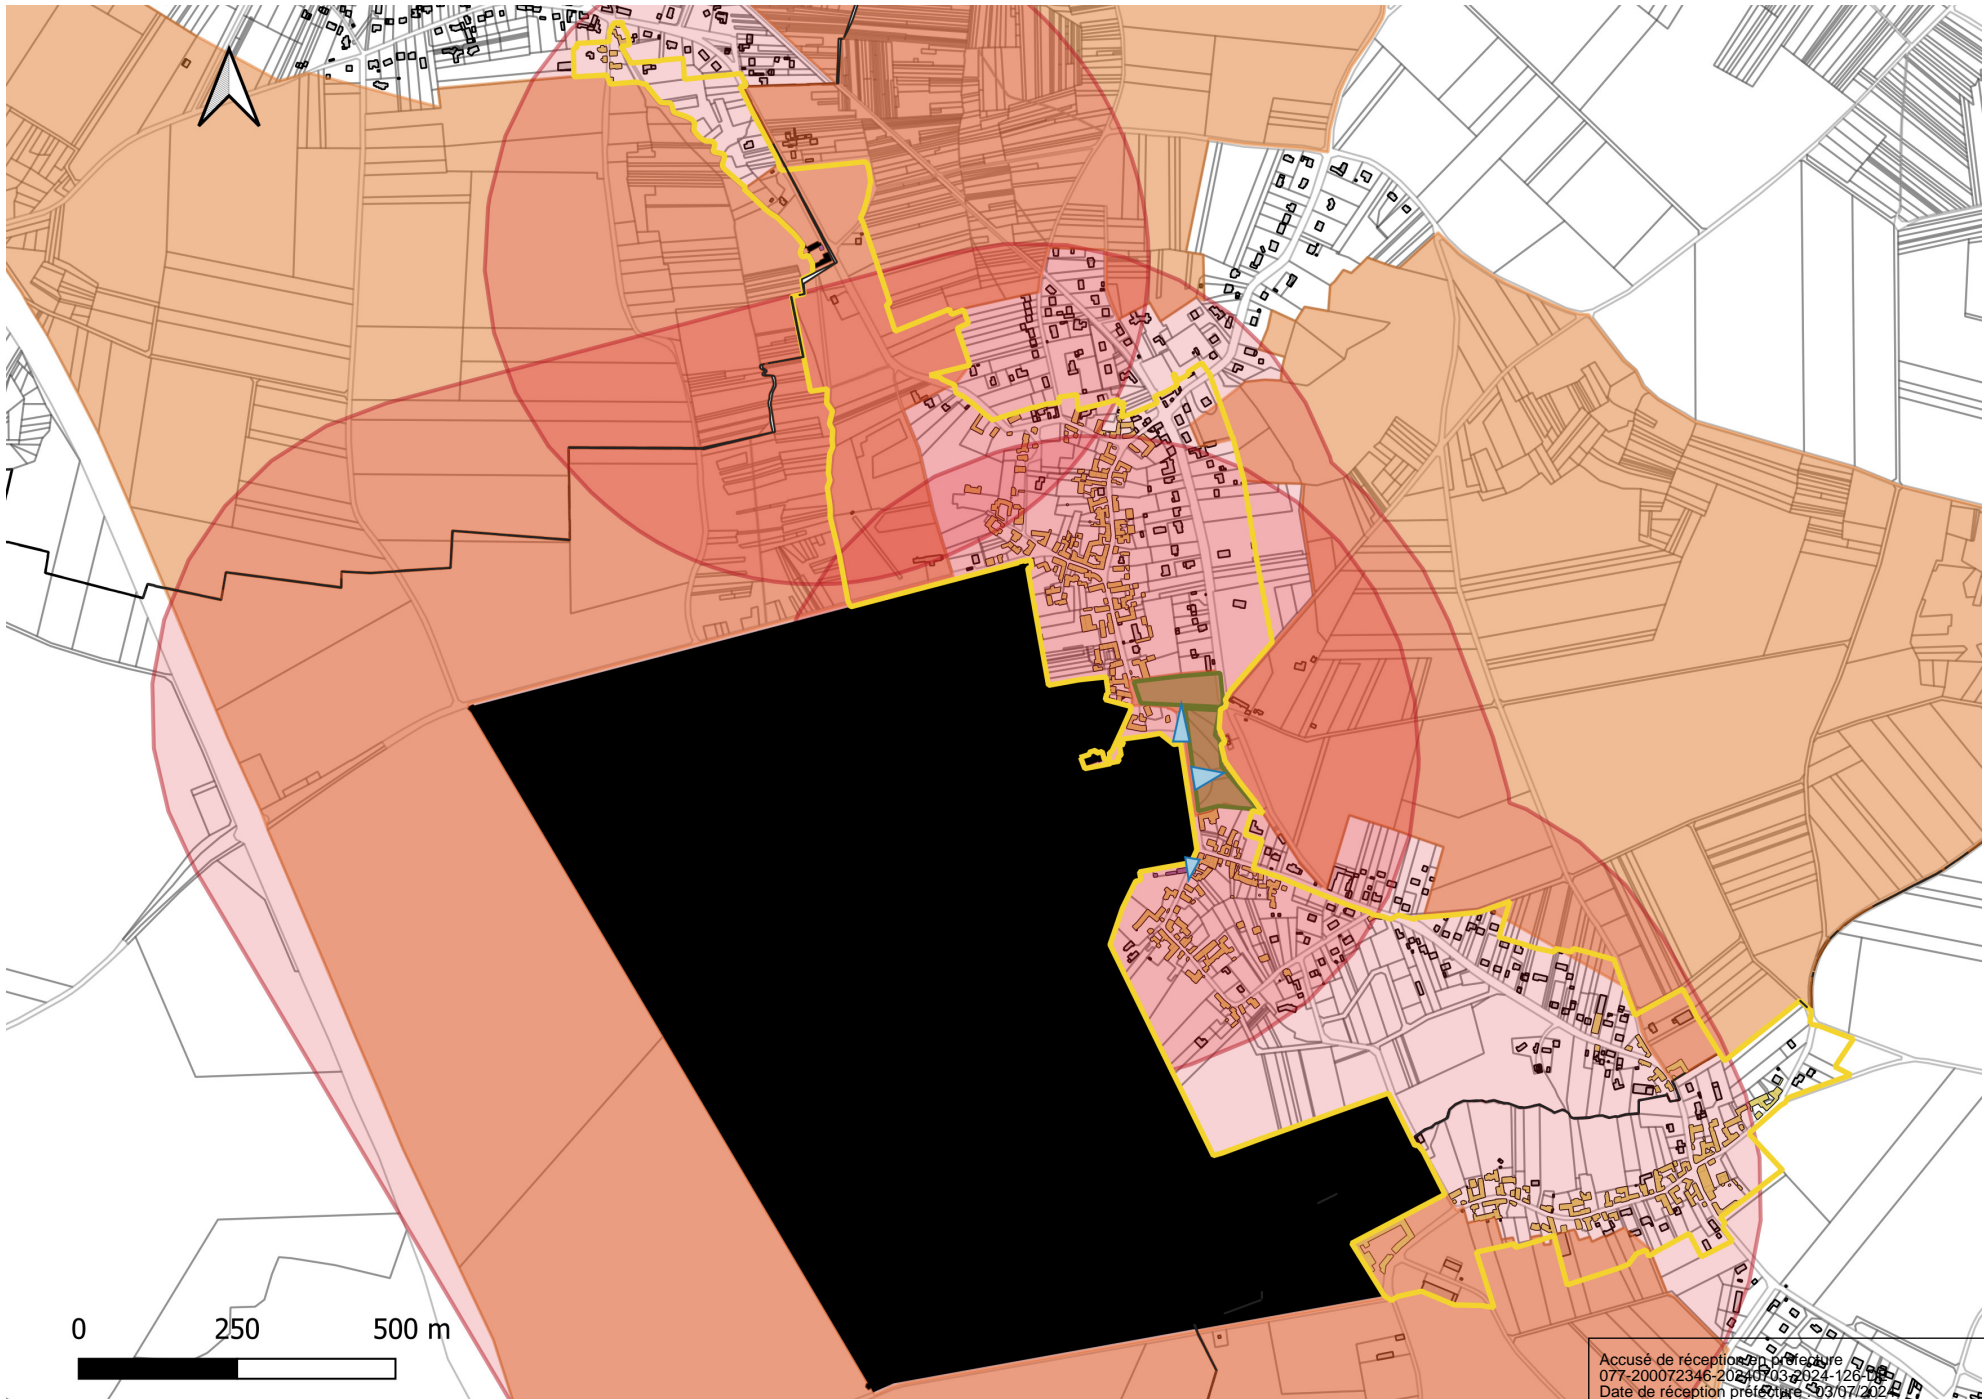 0 250 500 m
Accusé de réception en préfecture
077-200072346-20240703-2024-126-DE
Date de réception préfecture : 03/07/2024